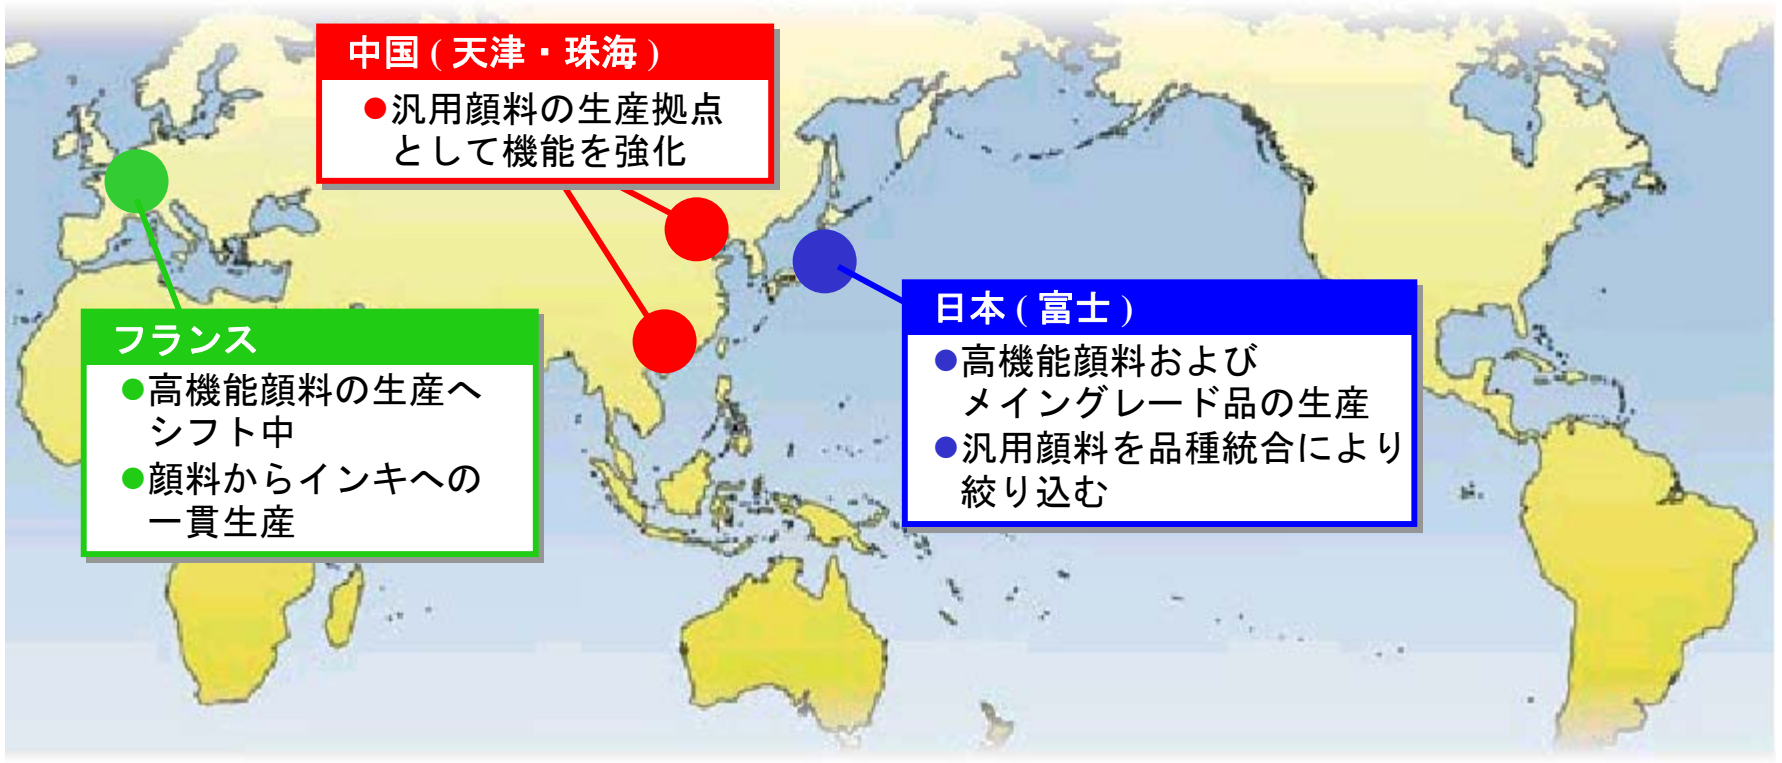 中国 ( 天津・珠海 )
●汎用顔料の生産拠点
として機能を強化
フランス
●高機能顔料の生産へ
シフト中
●顔料からインキへの
一貫生産
日本 ( 富士 )
●高機能顔料および
メイングレード品の生産
●汎用顔料を品種統合により
絞り込む